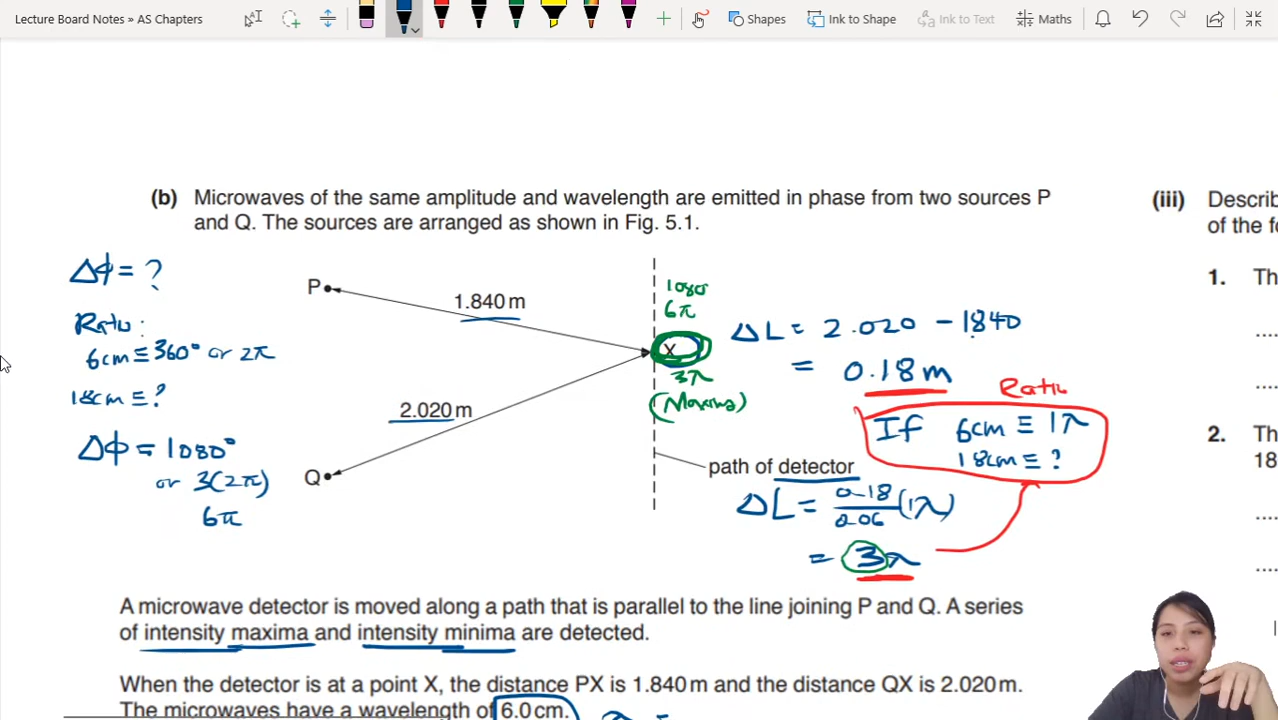 Lecture Board Notes » AS Chapters
Shapes
Ink to Shape
Ink to Text
Maths
(b) Microwaves of the same amplitude and wavelength are emitted in phase from two sources P
and Q. The sources are arranged as shown in Fig. 5.1.
(iii) Describ
of the fo
1. Th
2. Th
18
Δϕ = ?
Ratio:
6cm ≡ 360° or 2π
18cm ≡ ?
Δϕ = 1080°
or 3(2π)
6π
P
1.840 m
2.020 m
Q
1080
6π
X
3λ
(Maxima)
path of detector
ΔL = 2.020 - 1.840
= 0.18 m
Ratio
If 6cm ≡ 1λ
18cm ≡ ?
ΔL = 0.18/0.06 (1λ)
= 3λ
A microwave detector is moved along a path that is parallel to the line joining P and Q. A series
of intensity maxima and intensity minima are detected.
When the detector is at a point X, the distance PX is 1.840 m and the distance QX is 2.020 m.
The microwaves have a wavelength of 6.0 cm.